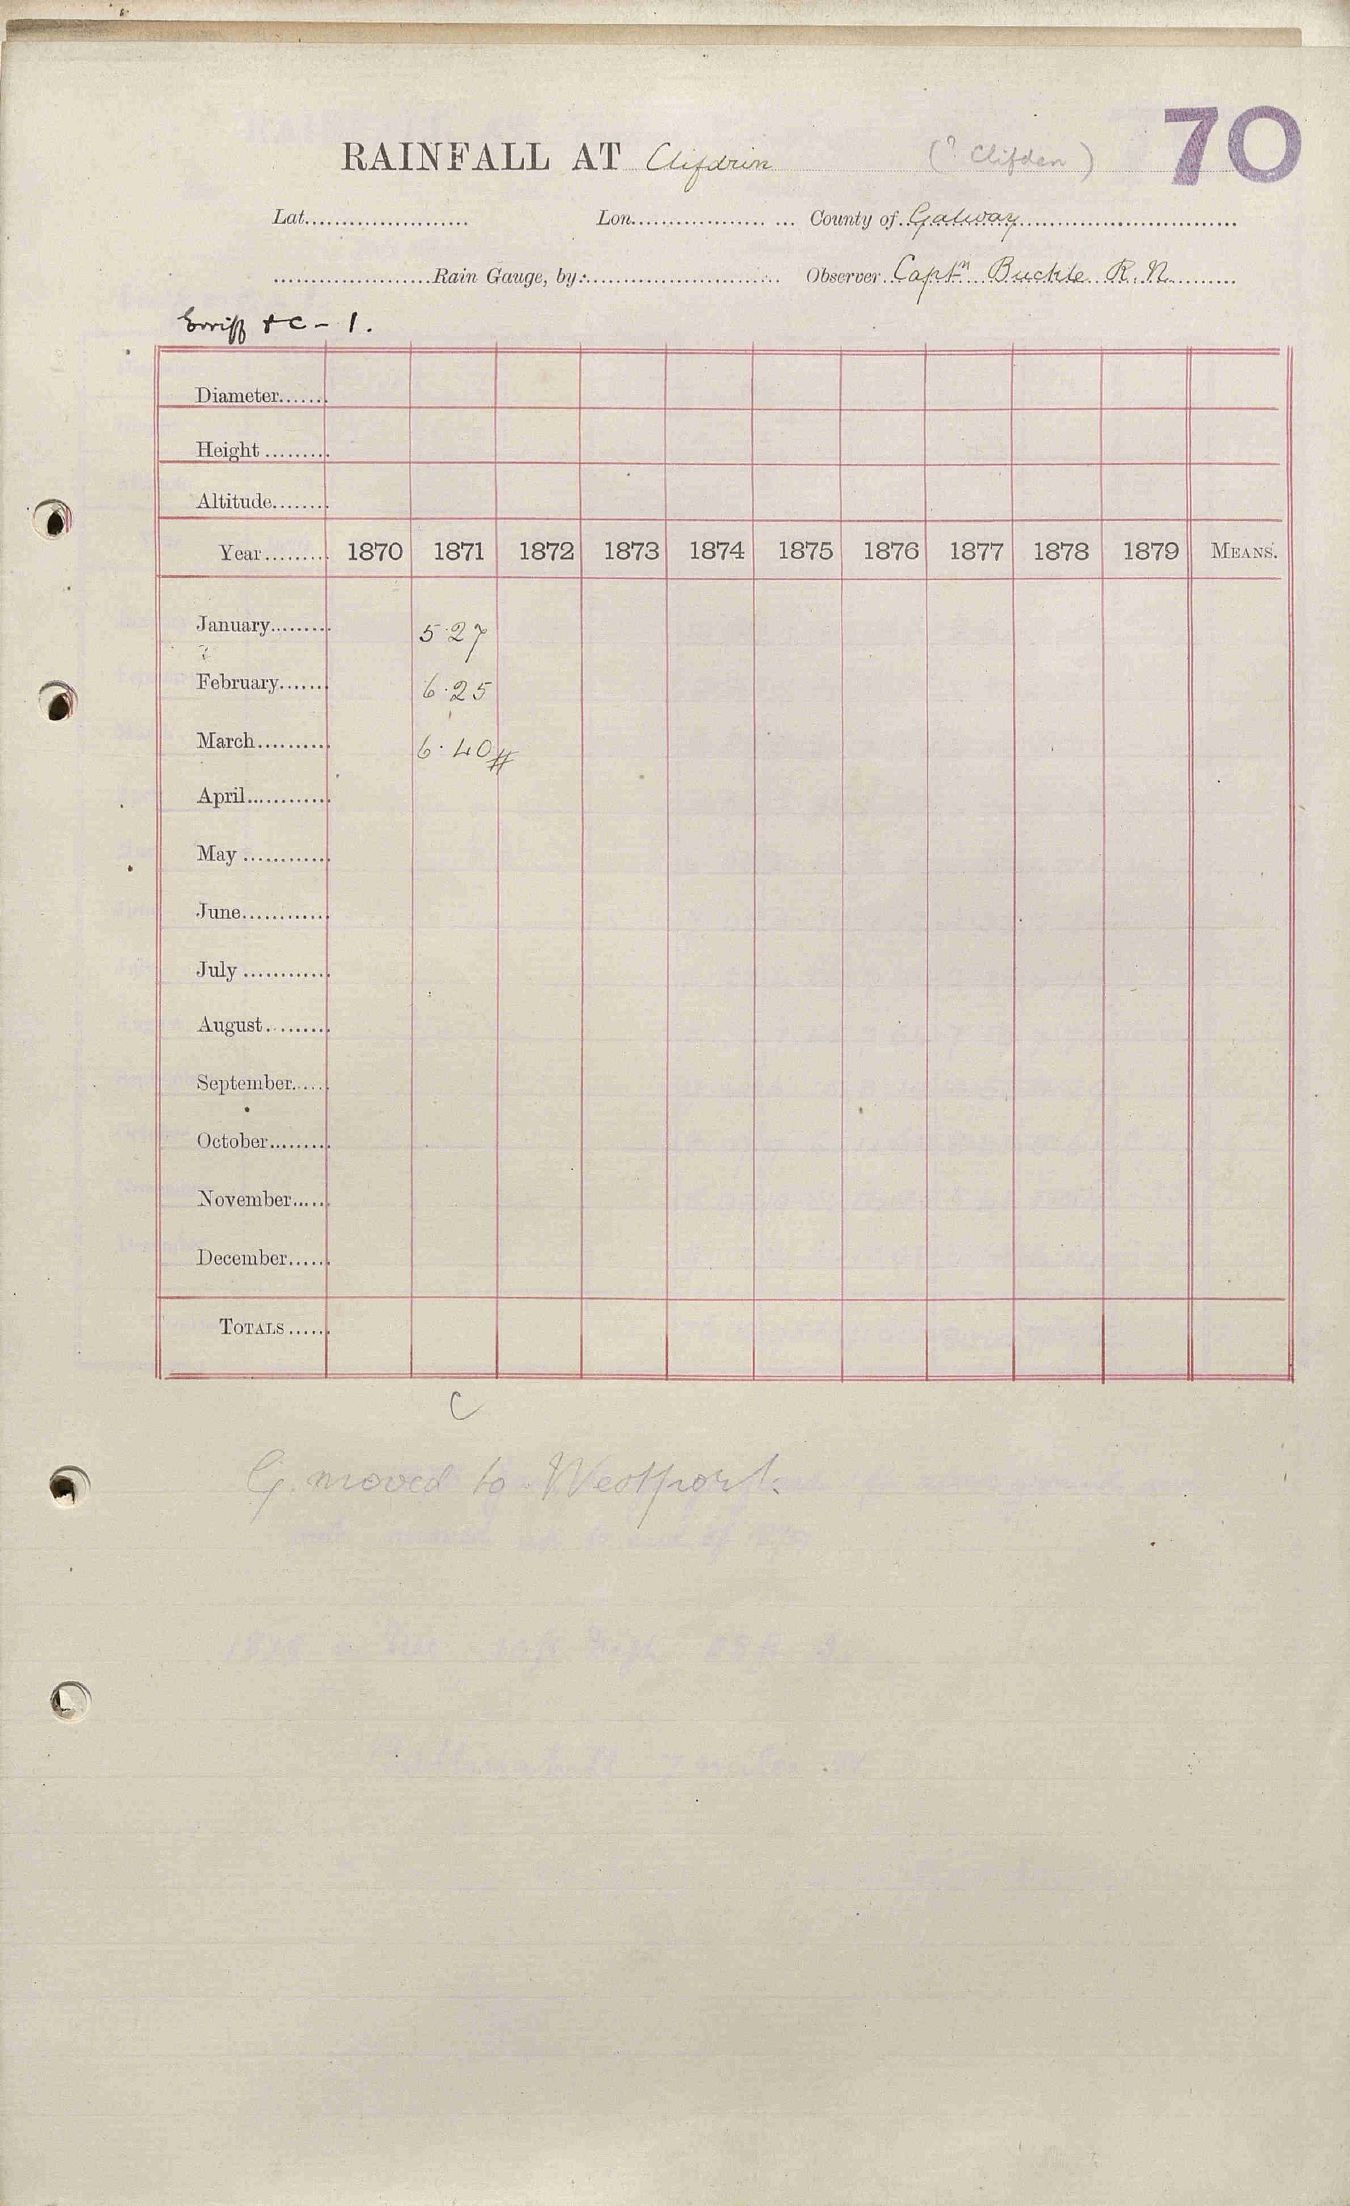 70
RAINFALL AT Clifdrin (? Clifden)
Lat...................... Lon................... ... County of Galway
......................Rain Gauge, by:............................. Observer Captn Buckle R.N.
Erriff & C - 1.
Diameter.......
Height.........
Altitude........
Year......... 1870 1871 1872 1873 1874 1875 1876 1877 1878 1879 MEANS.
January......... 5.27
February....... 6.25
March.......... 6.40#
April............
May............
June............
July............
August.........
September......
October.........
November......
December......
TOTALS......
C
G. moved to Westport.